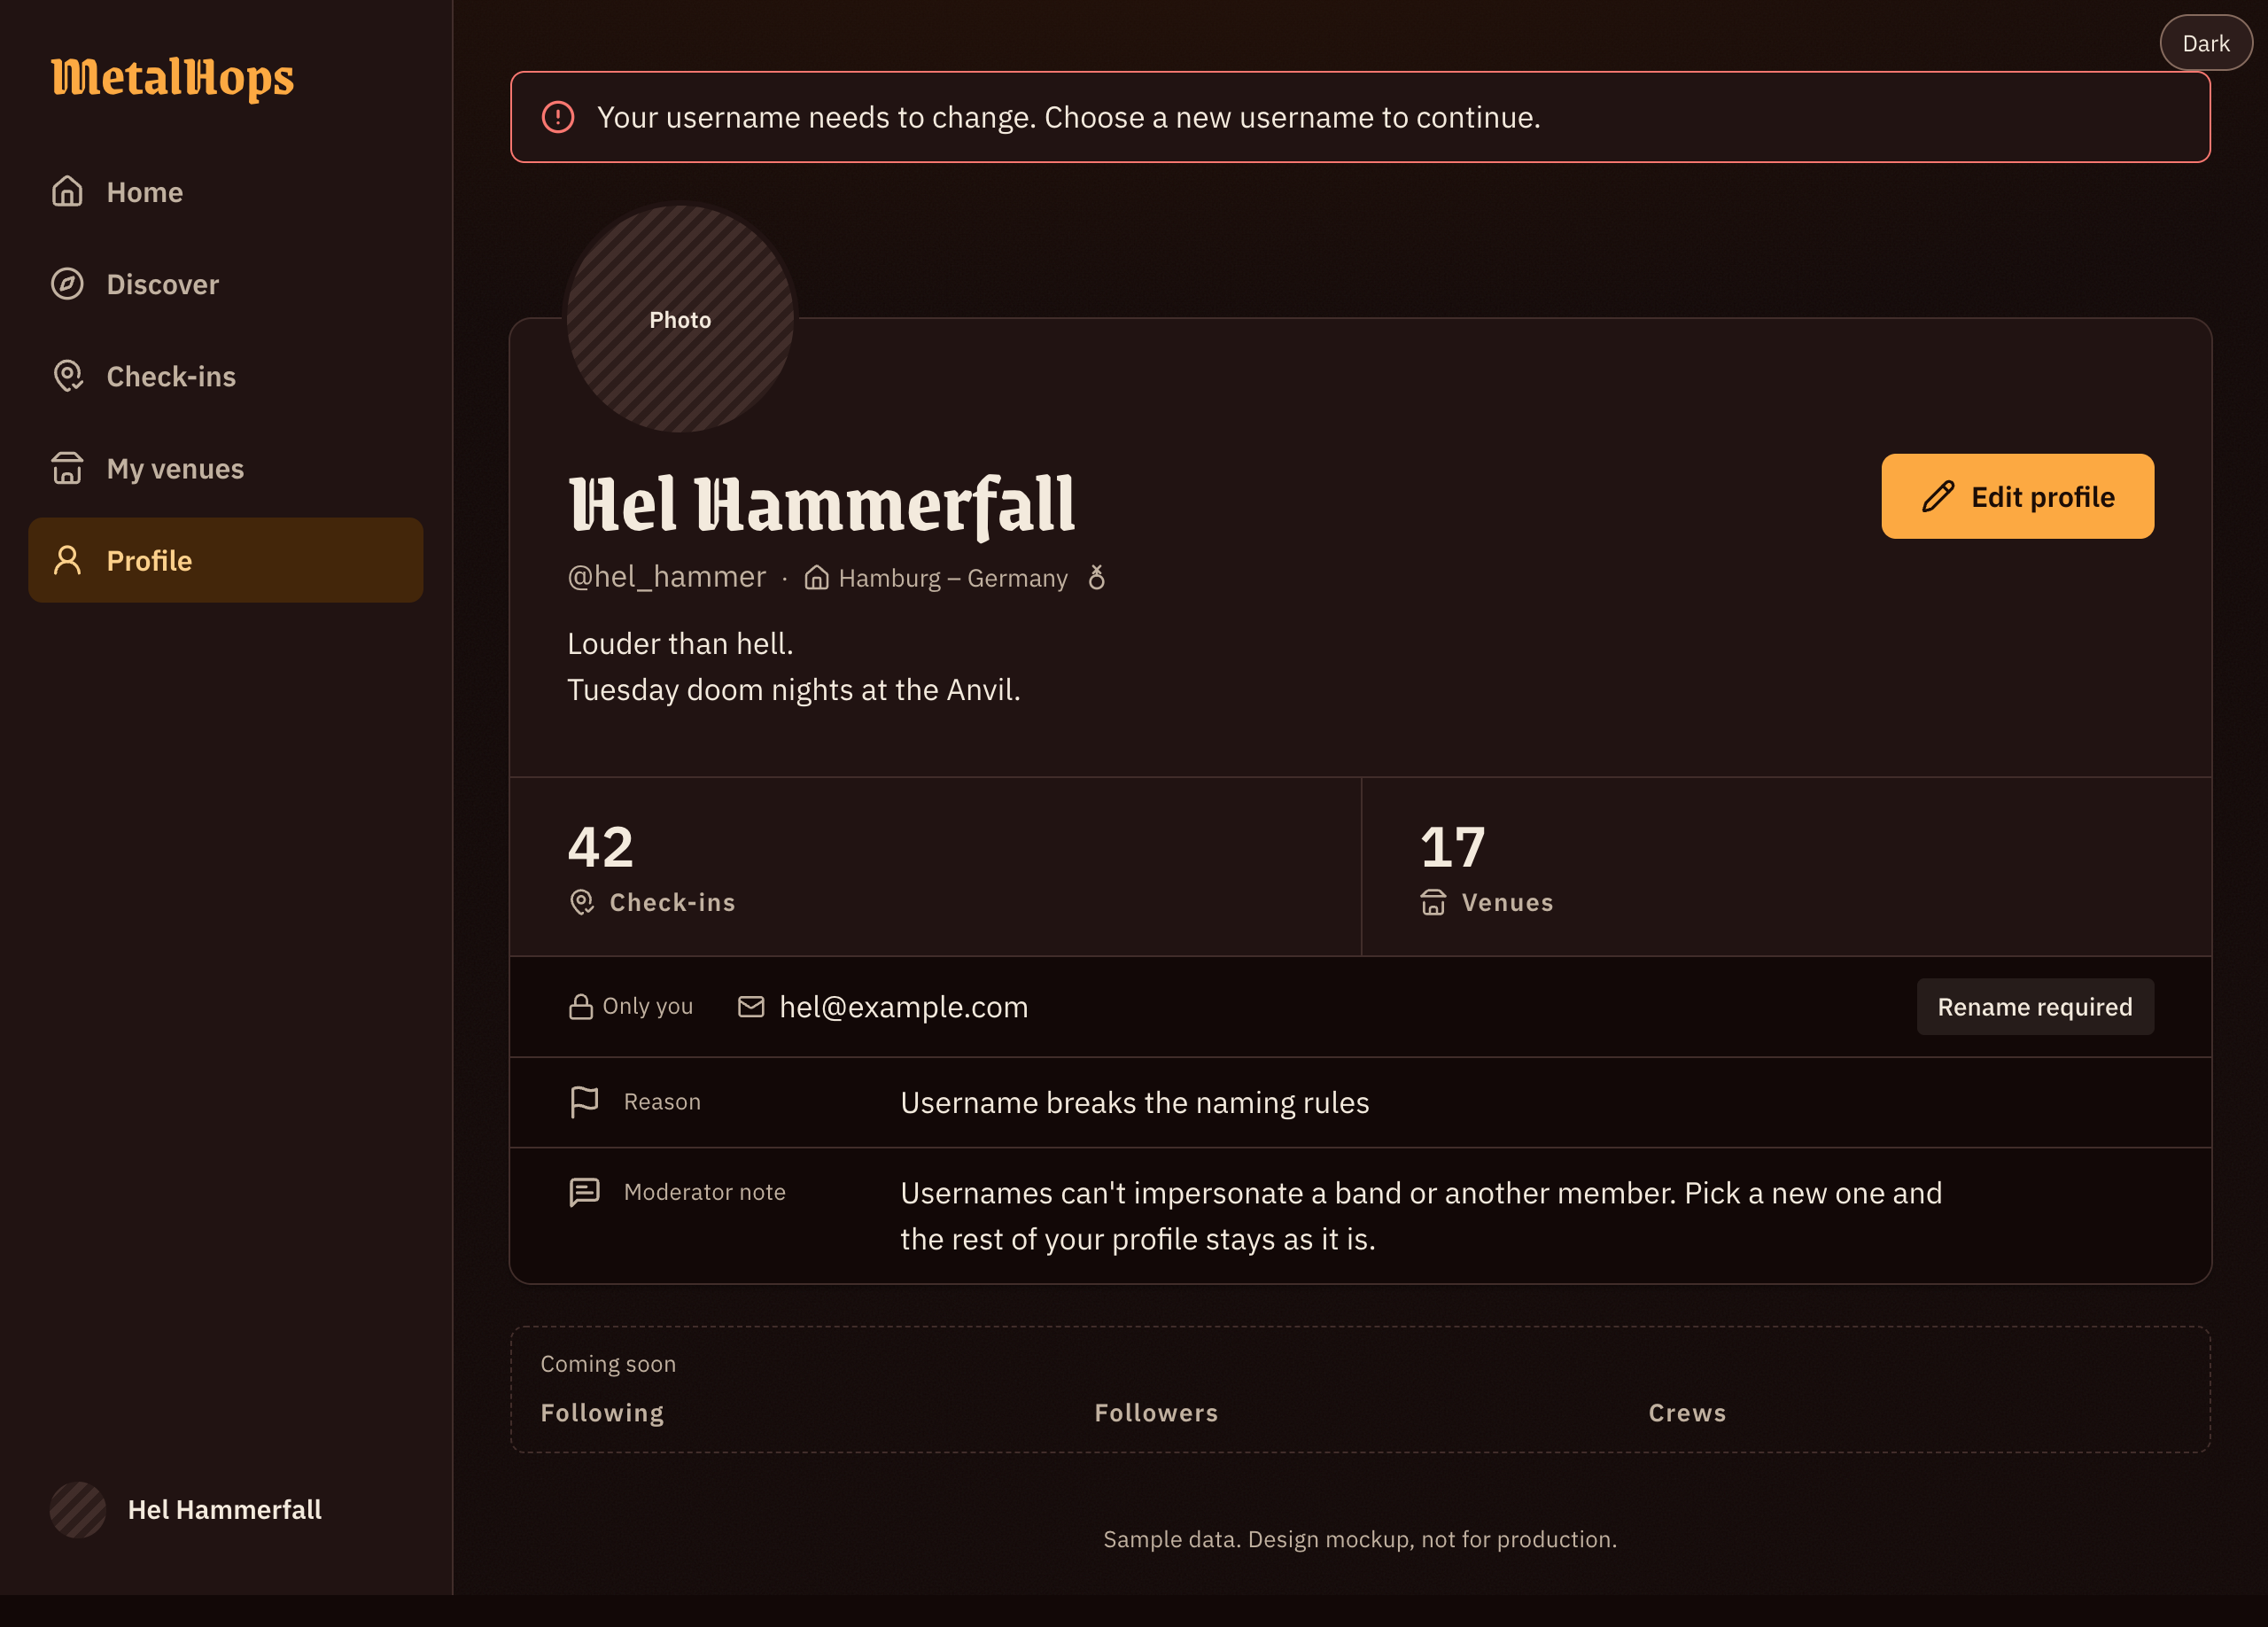 MetalHops
Dark
Your username needs to change. Choose a new username to continue.
Home
Discover
Check-ins
My venues
Profile
Photo
Hel Hammerfall
Edit profile
@hel_hammer · Hamburg – Germany
Louder than hell.
Tuesday doom nights at the Anvil.
42
Check-ins
17
Venues
Only you hel@example.com Rename required
Reason Username breaks the naming rules
Moderator note Usernames can't impersonate a band or another member. Pick a new one and
the rest of your profile stays as it is.
Coming soon
Following Followers Crews
Hel Hammerfall
Sample data. Design mockup, not for production.